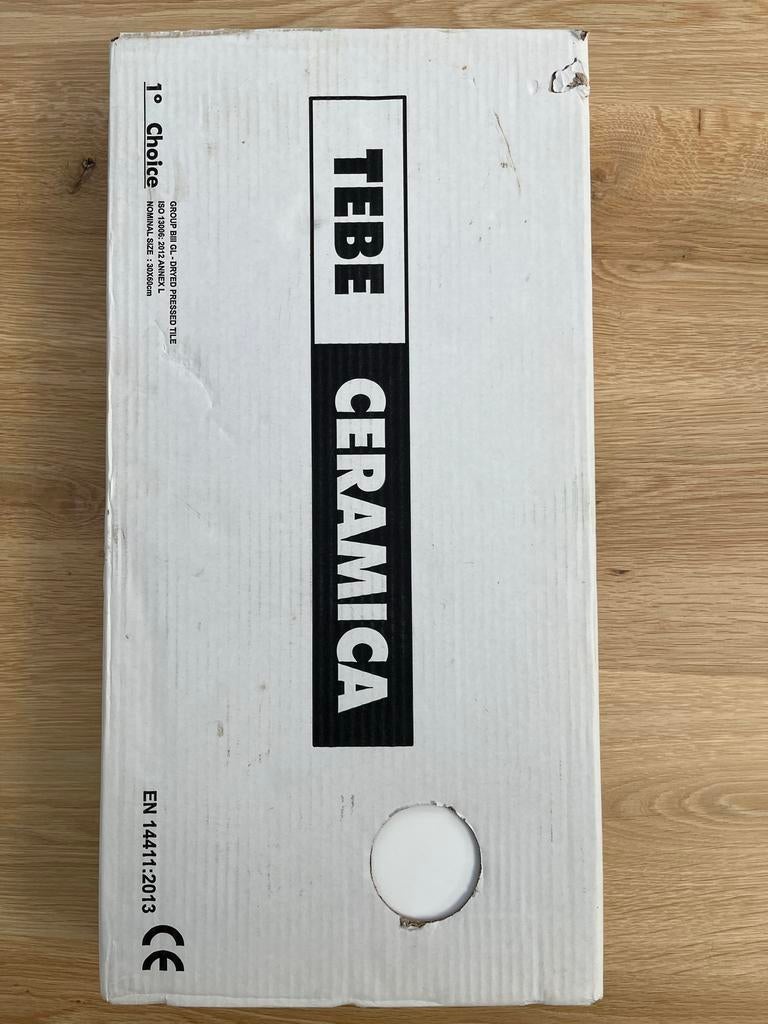 TEBE CERAMICA
1° Choice
GROUP BIII GL - DRYED PRESSED TILE
ISO 13006: 2012 ANNEX L
NOMINAL SIZE : 30X60cm
EN 14411:2013 CE